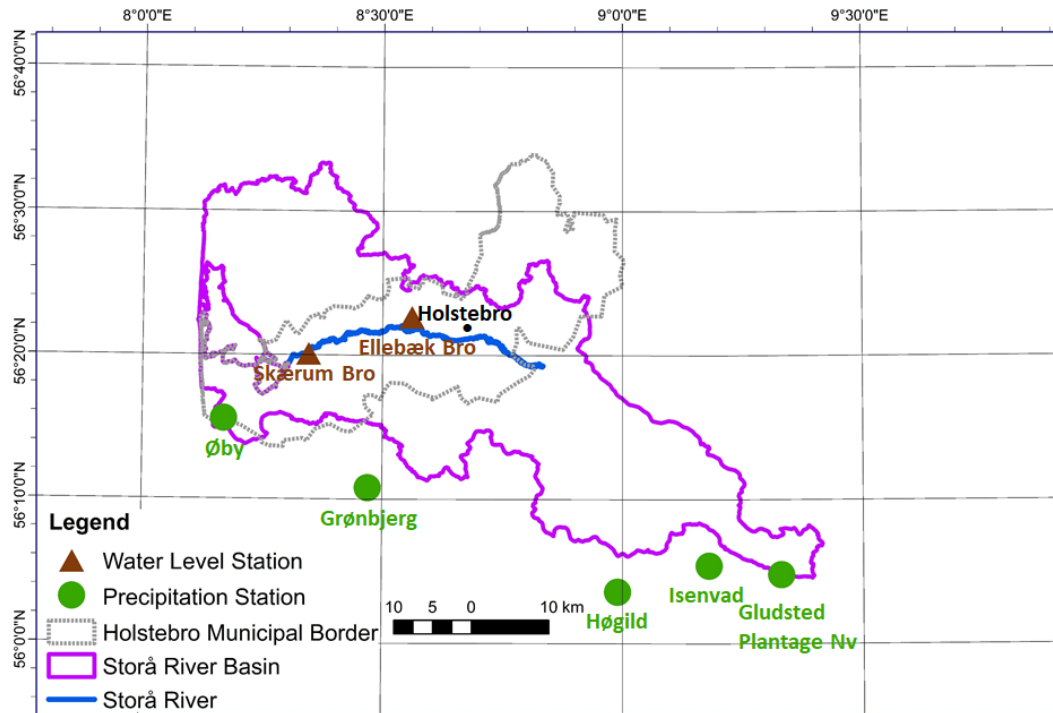 8°0'0"E 8°30'0"E 9°0'0"E 9°30'0"E
56°40'0"N
56°30'0"N
56°20'0"N
56°10'0"N
56°0'0"N
Holstebro
Ellebæk Bro
Skærum Bro
Øby
Grønbjerg
Høgild
Isenvad
Gludsted
Plantage Nv
10 5 0 10 km
Legend
Water Level Station
Precipitation Station
Holstebro Municipal Border
Storå River Basin
Storå River